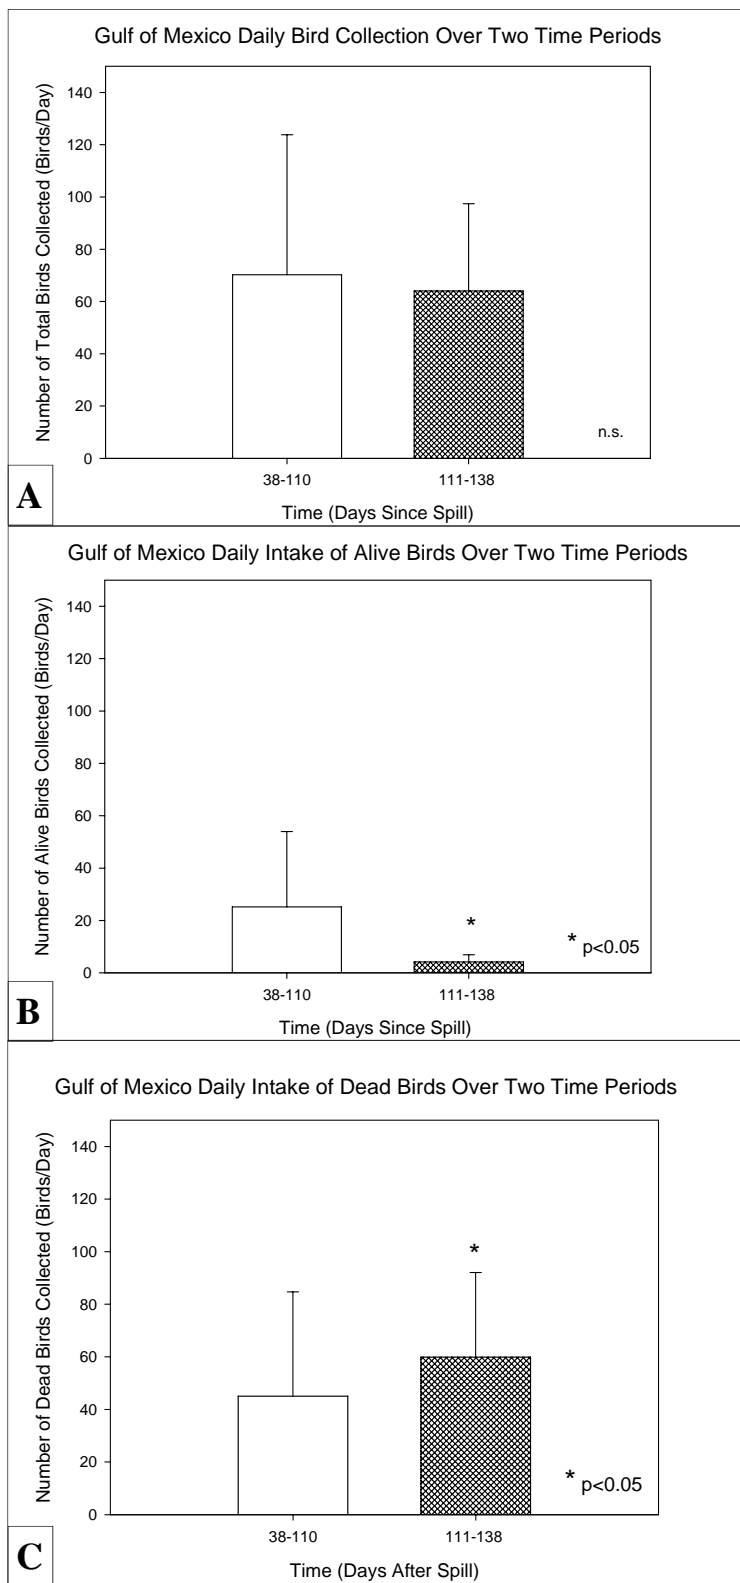 Gulf of Mexico Daily Bird Collection Over Two Time Periods
Number of Total Birds Collected (Birds/Day)
140
120
100
80
60
40
20
0
n.s.
38-110
111-138
Time (Days Since Spill)
A
Gulf of Mexico Daily Intake of Alive Birds Over Two Time Periods
Number of Alive Birds Collected (Birds/Day)
140
120
100
80
60
40
20
0
*
* p<0.05
38-110
111-138
Time (Days Since Spill)
B
Gulf of Mexico Daily Intake of Dead Birds Over Two Time Periods
Number of Dead Birds Collected (Birds/Day)
140
120
100
80
60
40
20
0
*
* p<0.05
38-110
111-138
Time (Days After Spill)
C